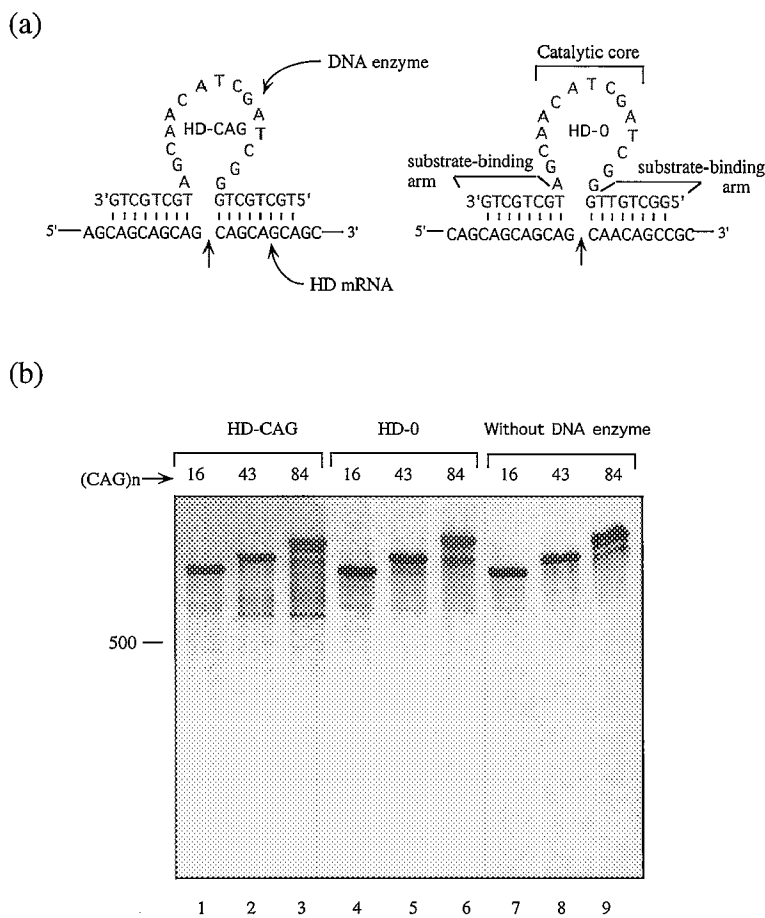 (a)
DNA enzyme
Catalytic core
A G C A A C A T C G A T C G G
HD-CAG
A G C A A C A T C G A T C G G
HD-0
substrate-binding
arm
substrate-binding
arm
3'GTCGTCGT
GTCGTCGT5'
5'
AGCAGCAGCAG
CAGCAGCAGC
3'
HD mRNA
3'GTCGTCGT
GTTGTCGG5'
5'
CAGCAGCAGCAG
CAACAGCCGC
3'
(b)
HD-CAG
HD-0
Without DNA enzyme
(CAG)n
16 43 84 16 43 84 16 43 84
500
1 2 3 4 5 6 7 8 9